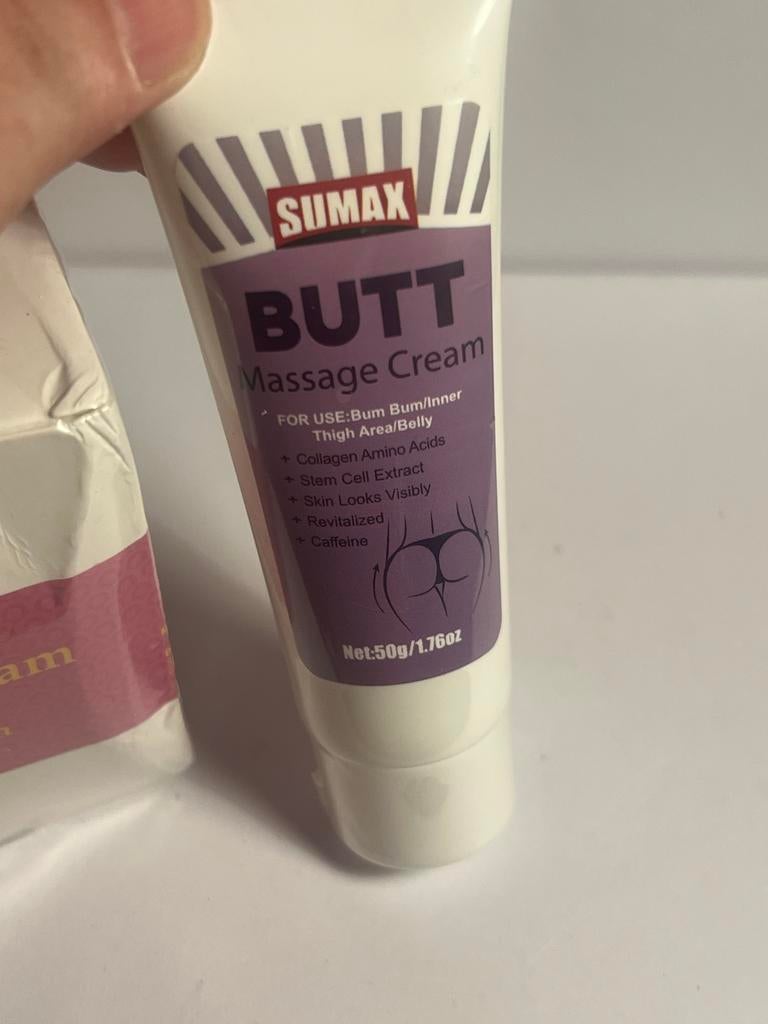 SUMAX
BUTT
Massage Cream
FOR USE:Bum Bum/Inner
Thigh Area/Belly
+ Collagen Amino Acids
+ Stem Cell Extract
+ Skin Looks Visibly
+ Revitalized
+ Caffeine
Net:50g/1.76oz